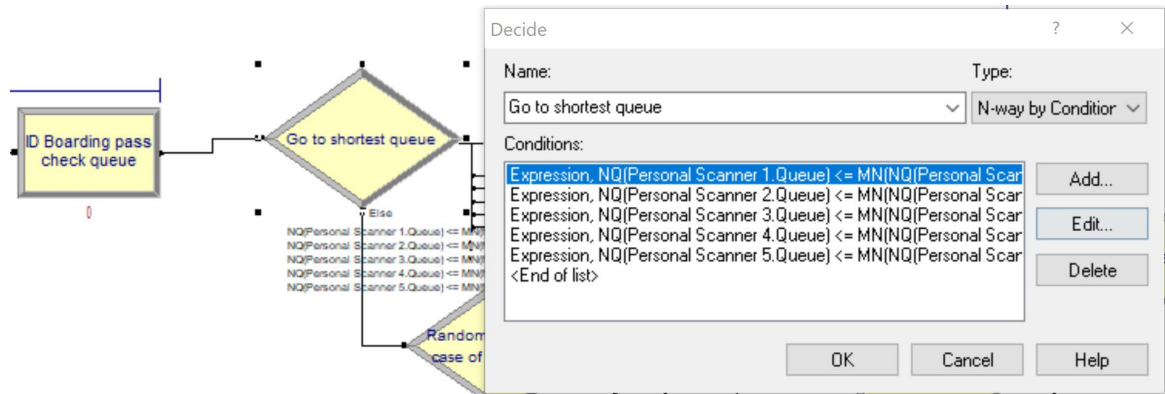 ID Boarding pass
check queue
0
Go to shortest queue
Else
NQ(Personal Scanner 1.Queue) <= MN(
NQ(Personal Scanner 2.Queue) <= MN(
NQ(Personal Scanner 3.Queue) <= MN(
NQ(Personal Scanner 4.Queue) <= MN(
NQ(Personal Scanner 5.Queue) <= MN(
Random
case of
Decide
? ×
Name: Type:
Go to shortest queue N-way by Condition
Conditions:
Expression, NQ(Personal Scanner 1.Queue) <= MN(NQ(Personal Scar
Expression, NQ(Personal Scanner 2.Queue) <= MN(NQ(Personal Scar
Expression, NQ(Personal Scanner 3.Queue) <= MN(NQ(Personal Scar
Expression, NQ(Personal Scanner 4.Queue) <= MN(NQ(Personal Scar
Expression, NQ(Personal Scanner 5.Queue) <= MN(NQ(Personal Scar
<End of list>
Add...
Edit...
Delete
OK Cancel Help